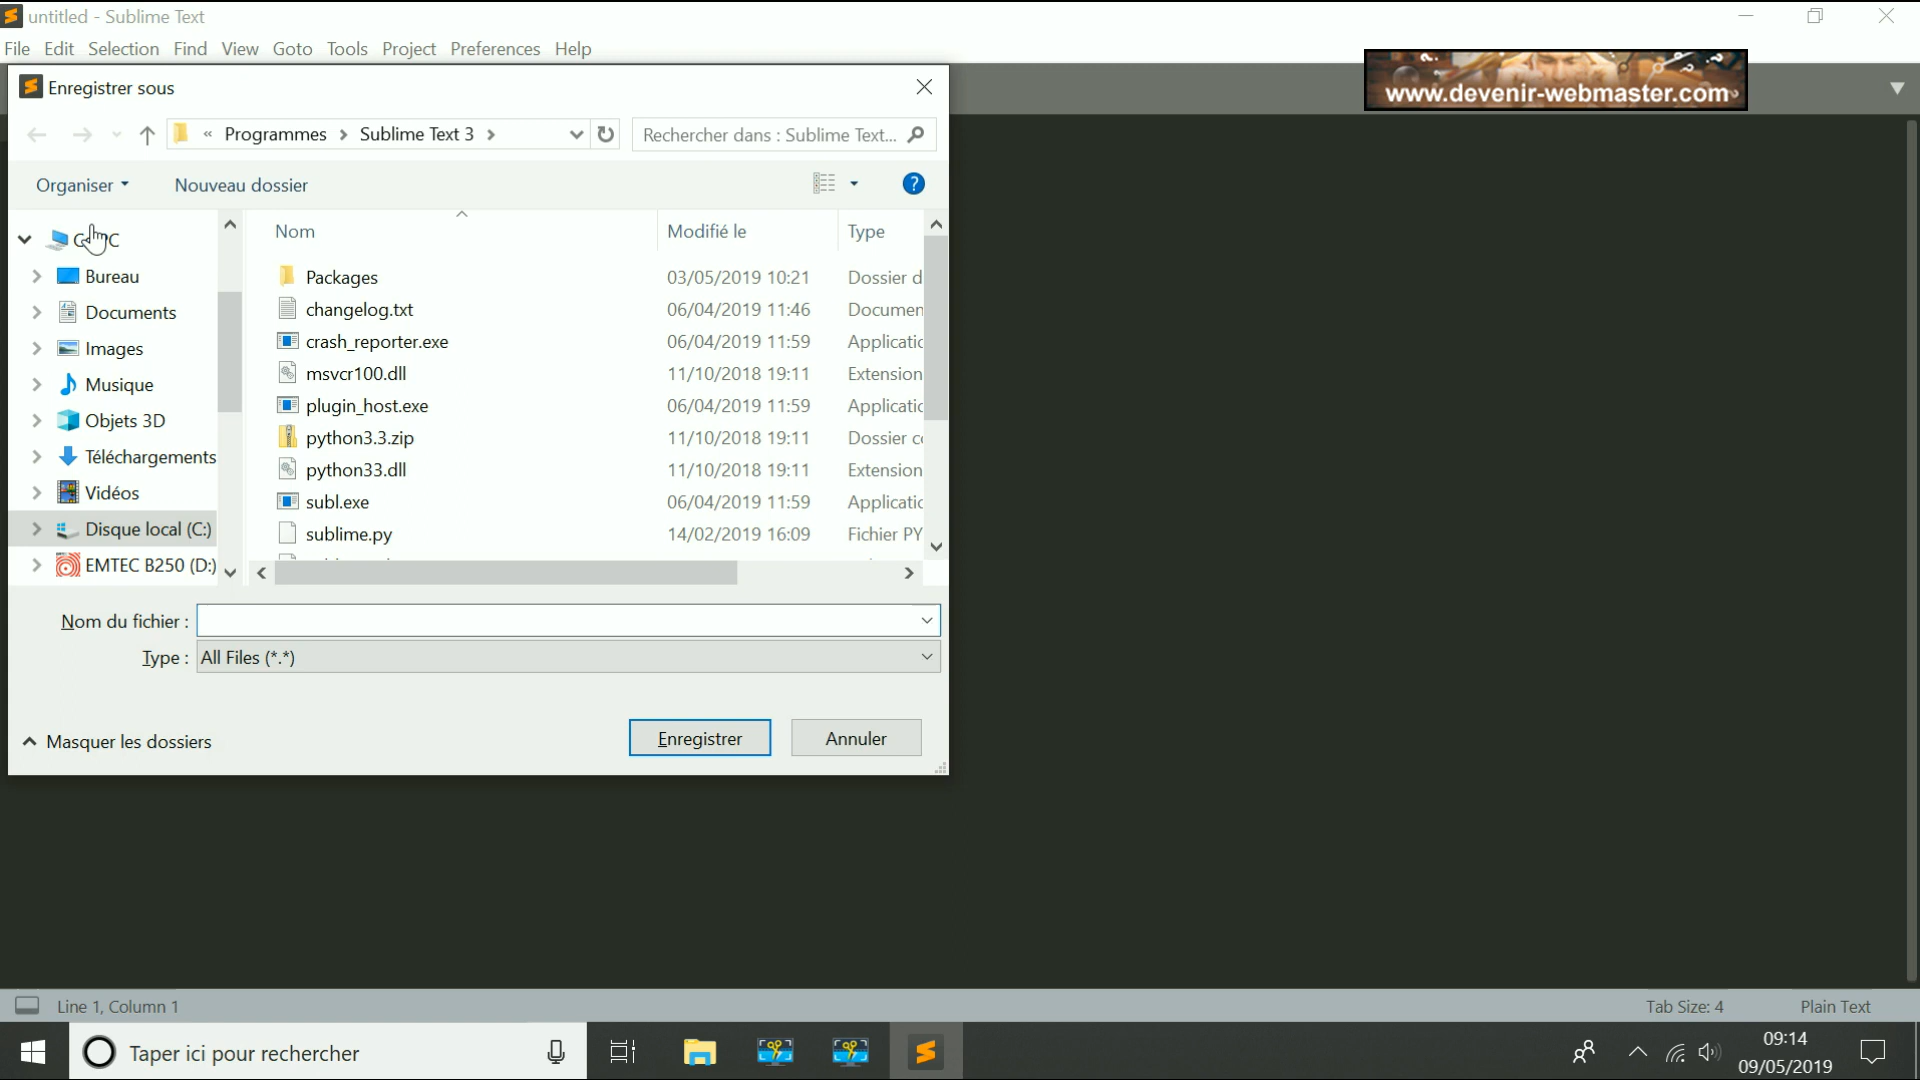 untitled - Sublime Text
File Edit Selection Find View Goto Tools Project Preferences Help
www.devenir-webmaster.com
Enregistrer sous
« Programmes > Sublime Text 3 >
Rechercher dans : Sublime Text...
Organiser
Nouveau dossier
Nom
Modifié le
Type
Bureau
Documents
Images
Musique
Objets 3D
Téléchargements
Vidéos
Disque local (C:)
EMTEC B250 (D:)
Packages 03/05/2019 10:21 Dossier d
changelog.txt 06/04/2019 11:46 Documen
crash_reporter.exe 06/04/2019 11:59 Applicatic
msvcr100.dll 11/10/2018 19:11 Extension
plugin_host.exe 06/04/2019 11:59 Applicatic
python3.3.zip 11/10/2018 19:11 Dossier c
python33.dll 11/10/2018 19:11 Extension
subl.exe 06/04/2019 11:59 Applicatic
sublime.py 14/02/2019 16:09 Fichier PY
Nom du fichier :
Type : All Files (*.*)
Masquer les dossiers
Enregistrer
Annuler
Line 1, Column 1
Tab Size: 4
Plain Text
Taper ici pour rechercher
09:14
09/05/2019